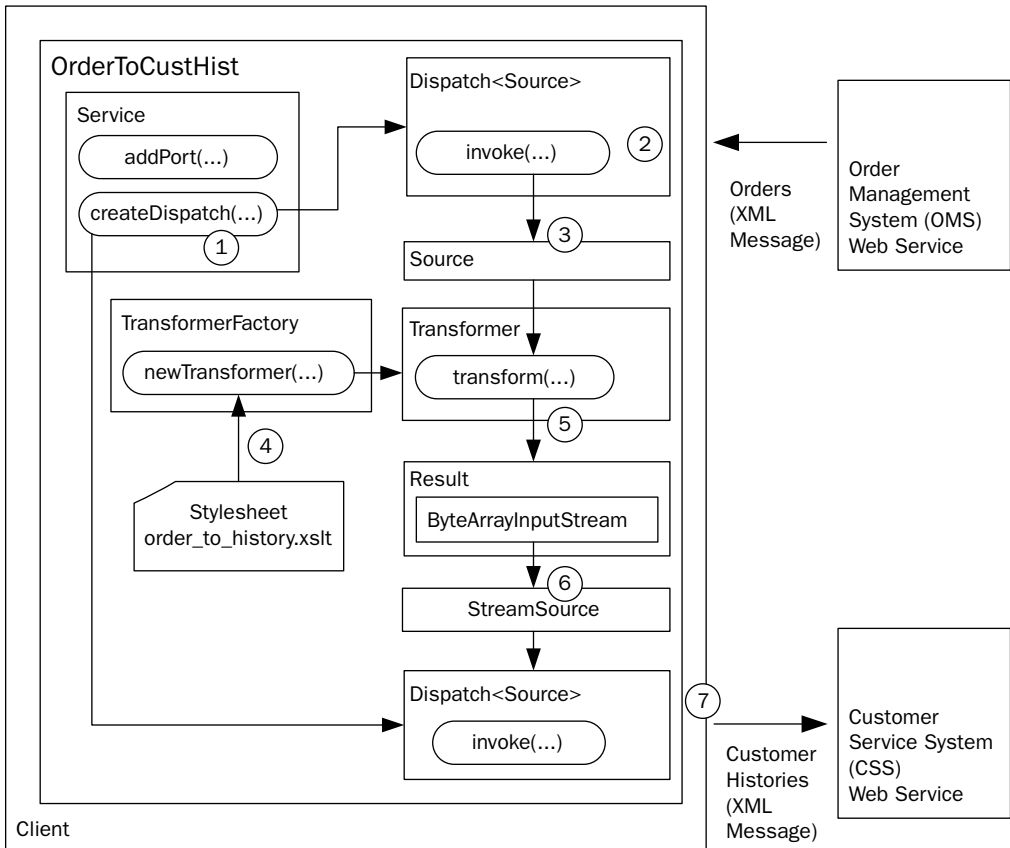 OrderToCustHist
Service
addPort(...)
createDispatch(...)
1
Dispatch<Source>
invoke(...)
2
3
Source
TransformerFactory
newTransformer(...)
4
Stylesheet
order_to_history.xslt
Transformer
transform(...)
5
Result
ByteArrayInputStream
6
StreamSource
Dispatch<Source>
invoke(...)
7
Client
Orders
(XML
Message)
Order
Management
System (OMS)
Web Service
Customer
Histories
(XML
Message)
Customer
Service System
(CSS)
Web Service